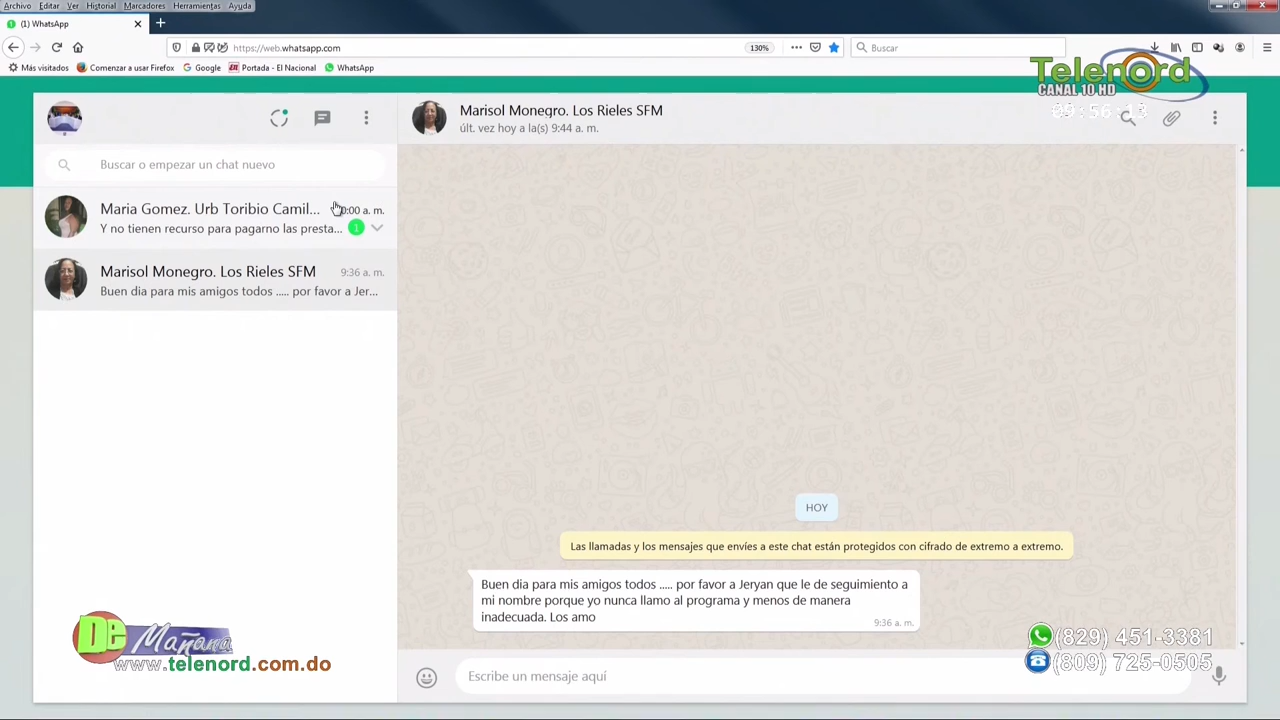 Archivo Editar Ver Historial Marcadores Herramientas Ayuda
(1) WhatsApp
https://web.whatsapp.com
130%
Buscar
Más visitados Comenzar a usar Firefox Google Portada - El Nacional WhatsApp
Telenord
CANAL 10 HD
Marisol Monegro. Los Rieles SFM
últ. vez hoy a la(s) 9:44 a. m.
Buscar o empezar un chat nuevo
Maria Gomez. Urb Toribio Camil...
Y no tienen recurso para pagarno las presta...
1
Marisol Monegro. Los Rieles SFM
9:36 a. m.
Buen dia para mis amigos todos ..... por favor a Jer...
HOY
Las llamadas y los mensajes que envíes a este chat están protegidos con cifrado de extremo a extremo.
Buen dia para mis amigos todos ..... por favor a Jeryan que le de seguimiento a
mi nombre porque yo nunca llamo al programa y menos de manera
inadecuada. Los amo
9:36 a. m.
De Mañana
www.telenord.com.do
(829) 451-3381
(809) 725-0505
Escribe un mensaje aquí